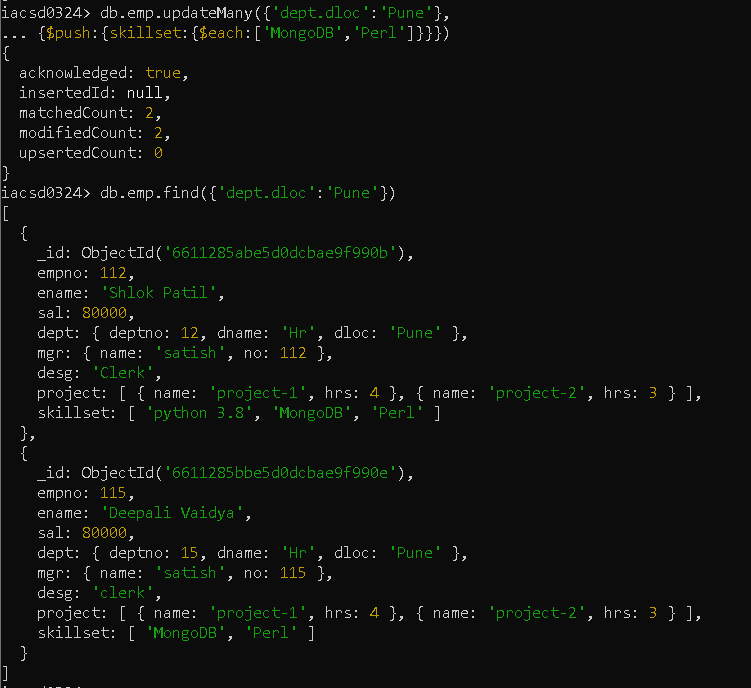 iacsd0324> db.emp.updateMany({'dept.dloc':'Pune'},
... {$push:{skillset:{$each:['MongoDB','Perl']}}})
{
  acknowledged: true,
  insertedId: null,
  matchedCount: 2,
  modifiedCount: 2,
  upsertedCount: 0
}
iacsd0324> db.emp.find({'dept.dloc':'Pune'})
[
  {
    _id: ObjectId('6611285abe5d0dcbae9f990b'),
    empno: 112,
    ename: 'Shlok Patil',
    sal: 80000,
    dept: { deptno: 12, dname: 'Hr', dloc: 'Pune' },
    mgr: { name: 'satish', no: 112 },
    desg: 'Clerk',
    project: [ { name: 'project-1', hrs: 4 }, { name: 'project-2', hrs: 3 } ],
    skillset: [ 'python 3.8', 'MongoDB', 'Perl' ]
  },
  {
    _id: ObjectId('6611285bbe5d0dcbae9f990e'),
    empno: 115,
    ename: 'Deepali Vaidya',
    sal: 80000,
    dept: { deptno: 15, dname: 'Hr', dloc: 'Pune' },
    mgr: { name: 'satish', no: 115 },
    desg: 'clerk',
    project: [ { name: 'project-1', hrs: 4 }, { name: 'project-2', hrs: 3 } ],
    skillset: [ 'MongoDB', 'Perl' ]
  }
]